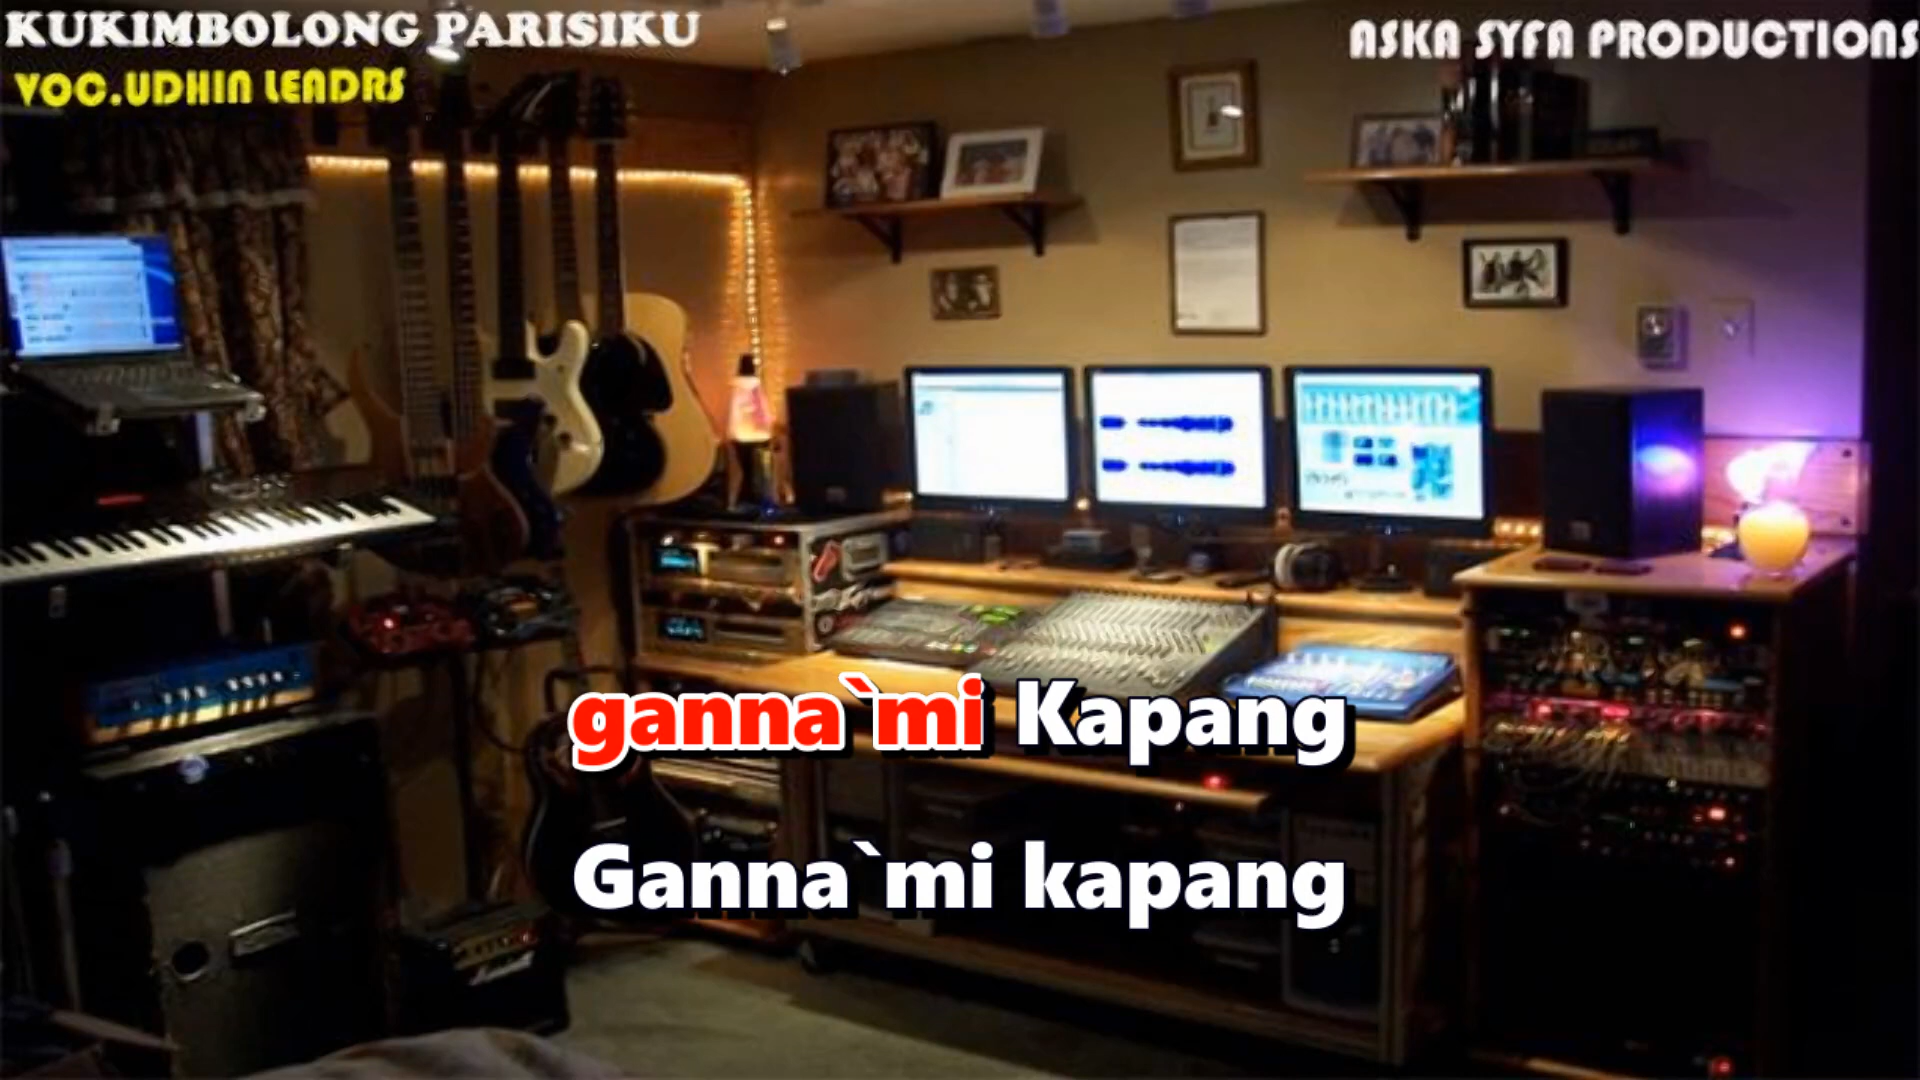 KUKIMBOLONG PARISIKU
VOC.UDHIN LEADRS
ASKA SYFA PRODUCTIONS
ganna`mi Kapang
Ganna`mi kapang